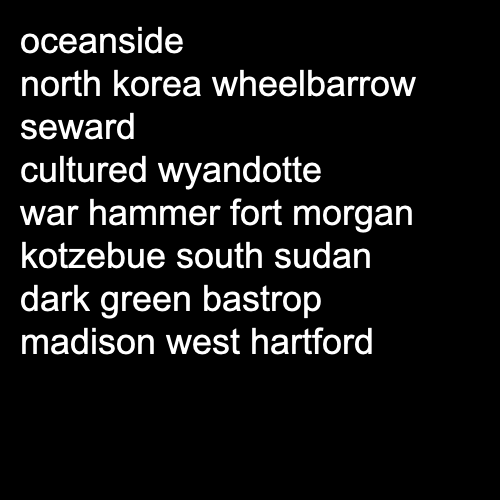 oceanside
north korea wheelbarrow
seward
cultured wyandotte
war hammer fort morgan
kotzebue south sudan
dark green bastrop
madison west hartford